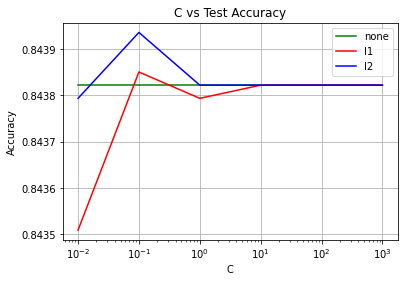 C vs Test Accuracy
none
l1
l2
0.8439
0.8438
0.8437
0.8436
0.8435
Accuracy
10⁻² 10⁻¹ 10⁰ 10¹ 10² 10³
C